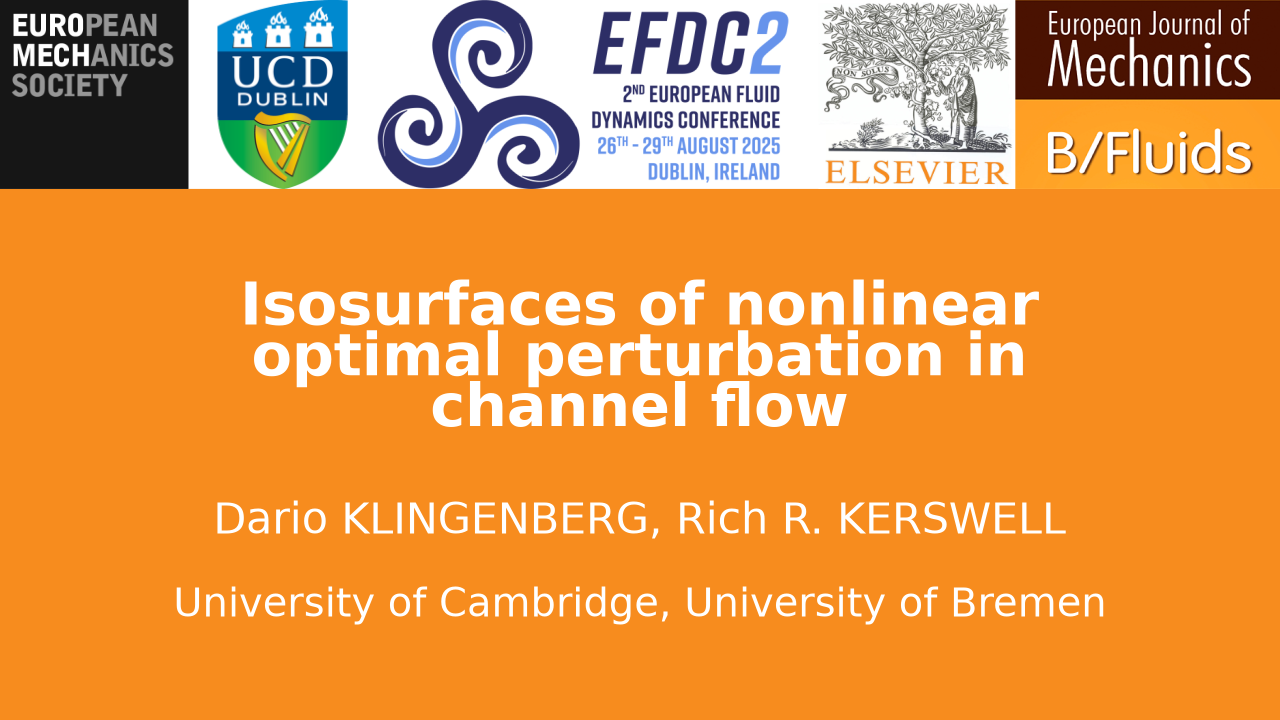 EUROPEAN
MECHANICS
SOCIETY
UCD
DUBLIN
EFDC2
2ND EUROPEAN FLUID
DYNAMICS CONFERENCE
26TH - 29TH AUGUST 2025
DUBLIN, IRELAND
NON SOLUS
ELSEVIER
European Journal of
Mechanics
B/Fluids
Isosurfaces of nonlinear
optimal perturbation in
channel flow
Dario KLINGENBERG, Rich R. KERSWELL
University of Cambridge, University of Bremen